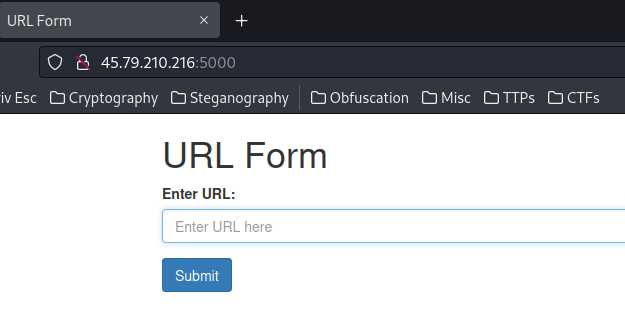 URL Form
45.79.210.216:5000
iv Esc Cryptography Steganography Obfuscation Misc TTPs CTFs
URL Form
Enter URL:
Enter URL here
Submit